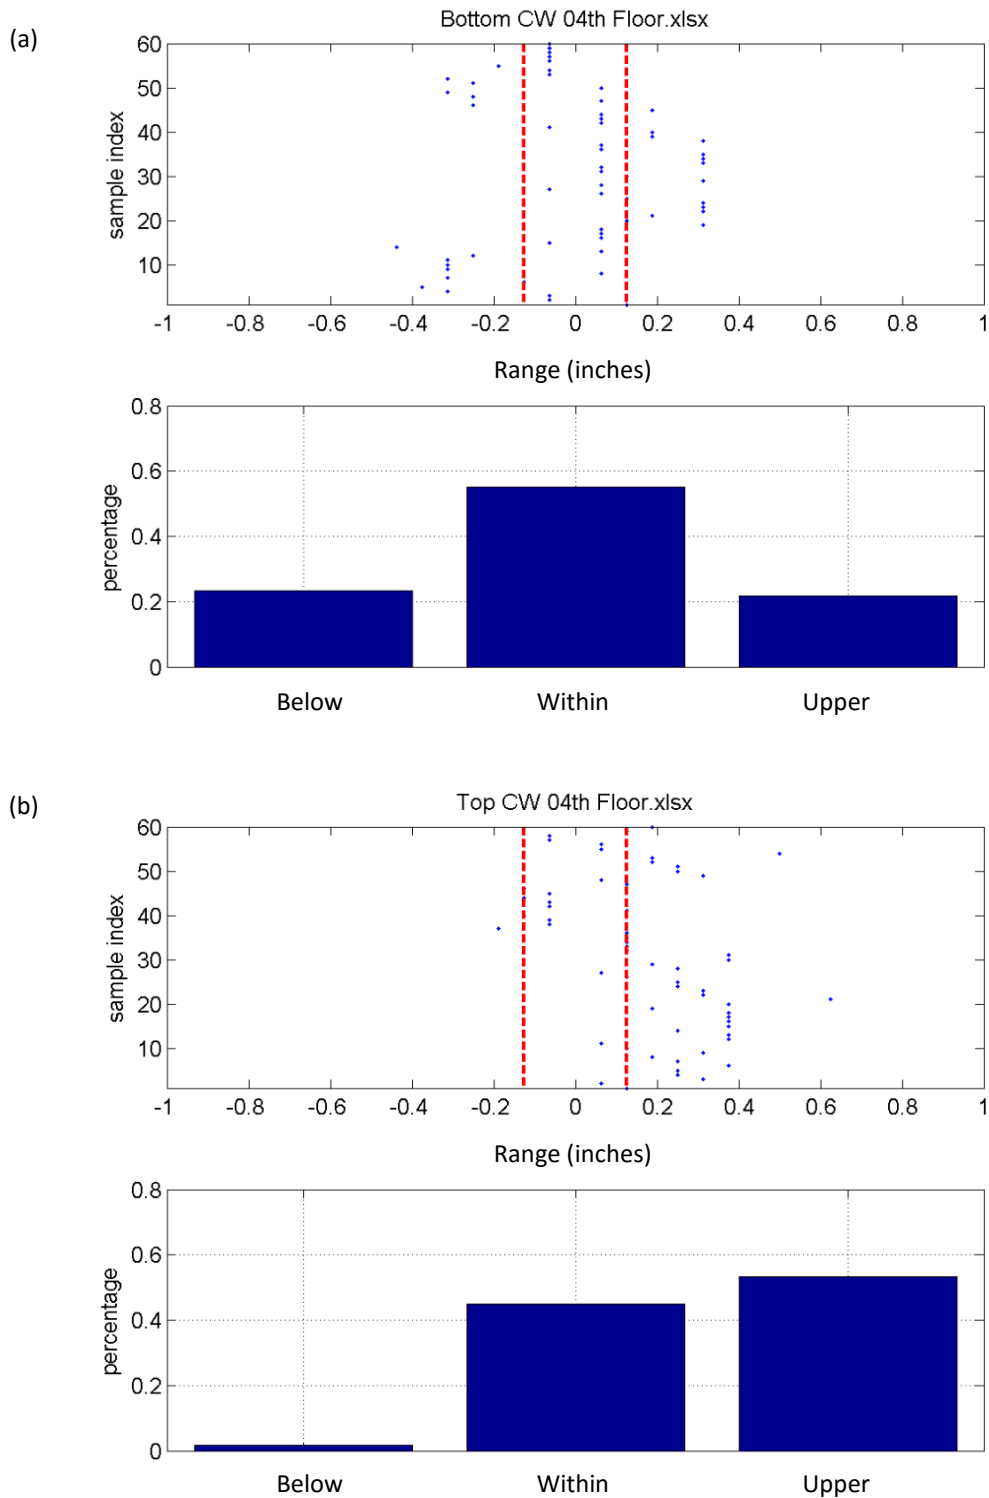 (a)
Bottom CW 04th Floor.xlsx
60
50
40
30
20
10
sample index
-1 -0.8 -0.6 -0.4 -0.2 0 0.2 0.4 0.6 0.8 1
Range (inches)
0.8
0.6
0.4
0.2
0
percentage
Below Within Upper
(b)
Top CW 04th Floor.xlsx
60
50
40
30
20
10
sample index
-1 -0.8 -0.6 -0.4 -0.2 0 0.2 0.4 0.6 0.8 1
Range (inches)
0.8
0.6
0.4
0.2
0
percentage
Below Within Upper